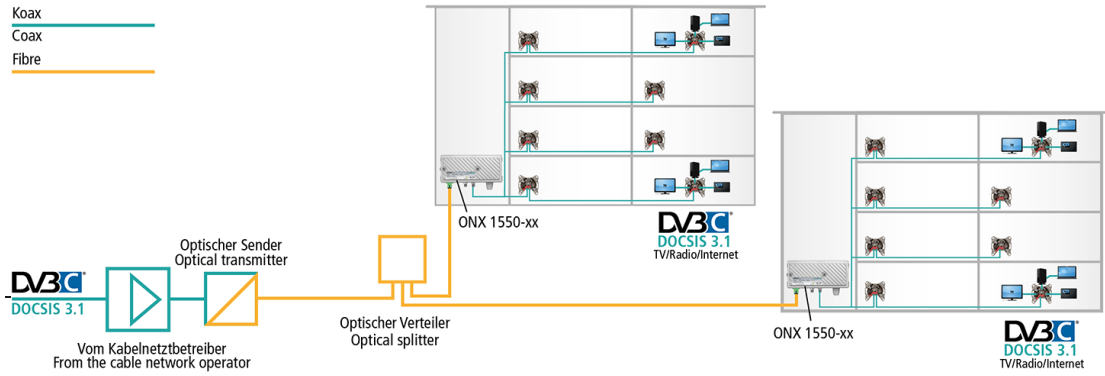 Koax
Coax
Fibre
ONX 1550-xx
DVB C
DOCSIS 3.1
TV/Radio/Internet
Optischer Sender
Optical transmitter
DVB C
DOCSIS 3.1
Vom Kabelnetztbetreiber
From the cable network operator
Optischer Verteiler
Optical splitter
ONX 1550-xx
DVB C
DOCSIS 3.1
TV/Radio/Internet